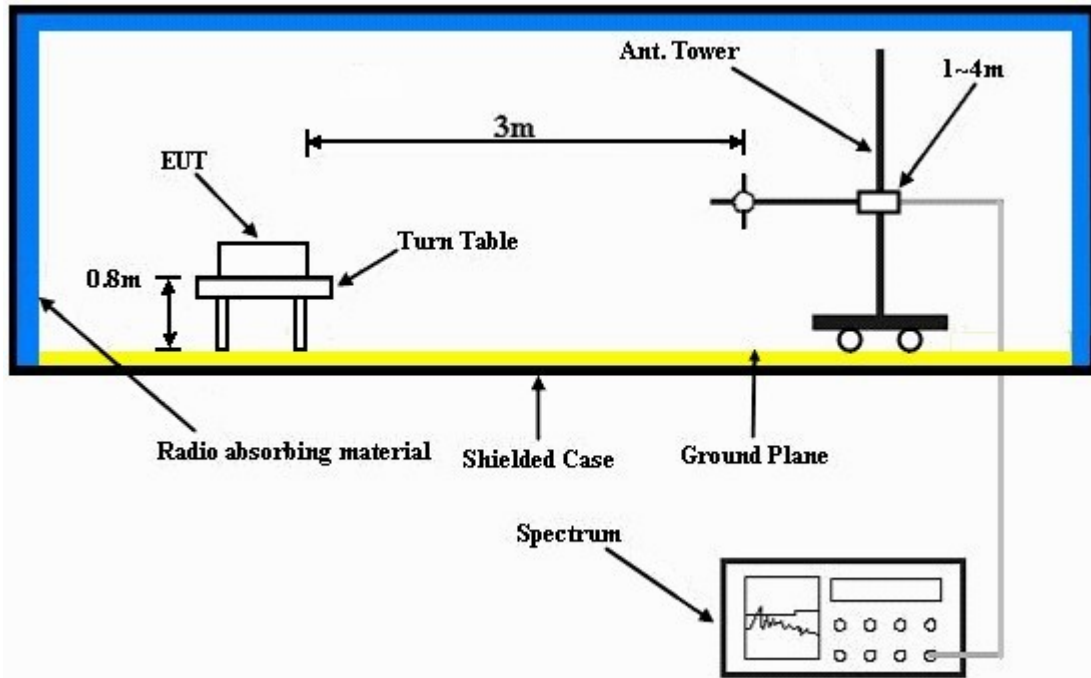 Ant. Tower
1~4m
3m
EUT
Turn Table
0.8m
Radio absorbing material
Shielded Case
Ground Plane
Spectrum